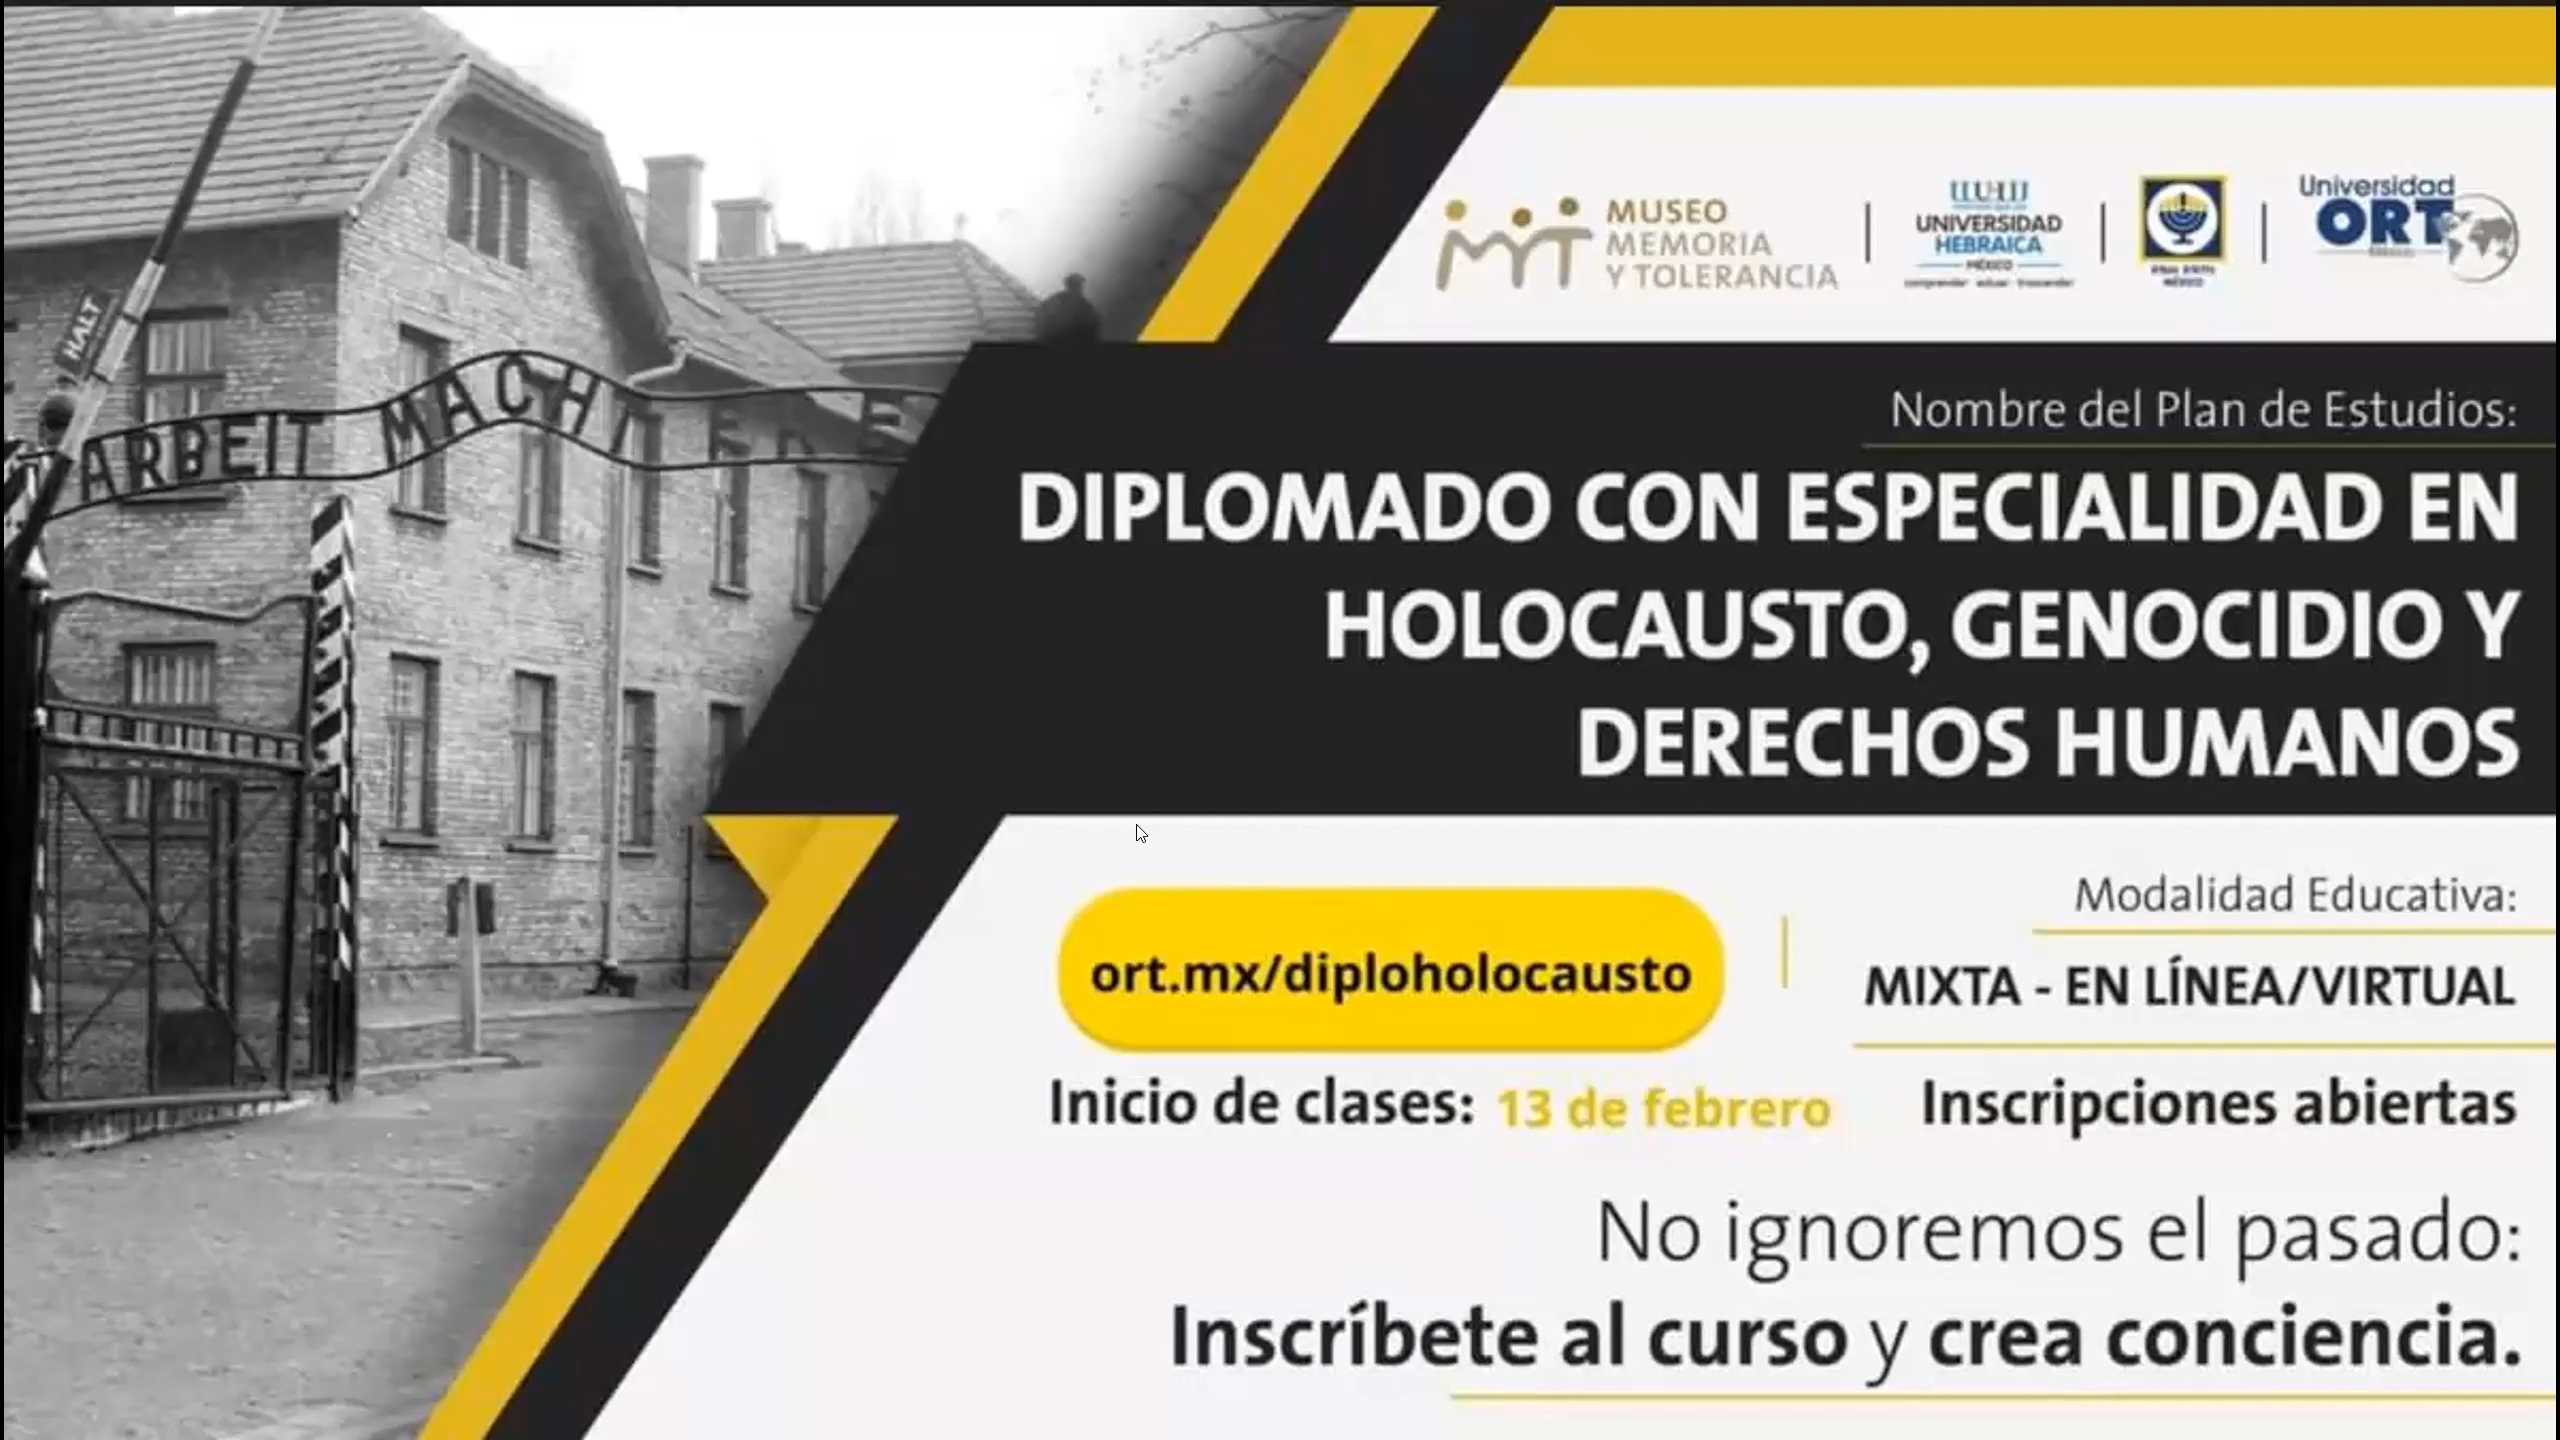 HALT
ARBEIT MACH
MUSEO
MEMORIA
Y TOLERANCIA
UNIVERSIDAD
HEBRAICA
MÉXICO
MÉXICO
Universidad
ORT
Nombre del Plan de Estudios:
DIPLOMADO CON ESPECIALIDAD EN
HOLOCAUSTO, GENOCIDIO Y
DERECHOS HUMANOS
ort.mx/diploholocausto
Modalidad Educativa:
MIXTA - EN LÍNEA/VIRTUAL
Inicio de clases: 13 de febrero
Inscripciones abiertas
No ignoremos el pasado:
Inscríbete al curso y crea conciencia.